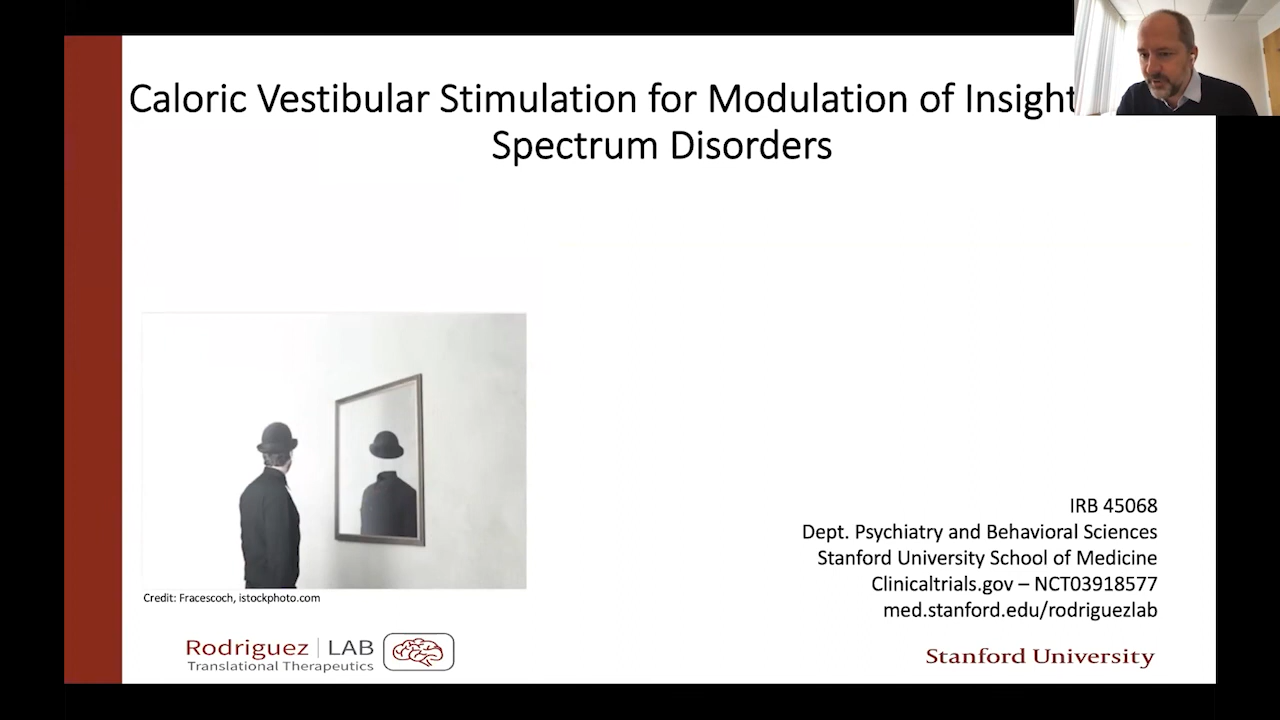 Caloric Vestibular Stimulation for Modulation of Insight
Spectrum Disorders
IRB 45068
Dept. Psychiatry and Behavioral Sciences
Stanford University School of Medicine
Clinicaltrials.gov – NCT03918577
med.stanford.edu/rodriguezlab
Credit: Fracescoch, istockphoto.com
Rodriguez | LAB
Translational Therapeutics
Stanford University